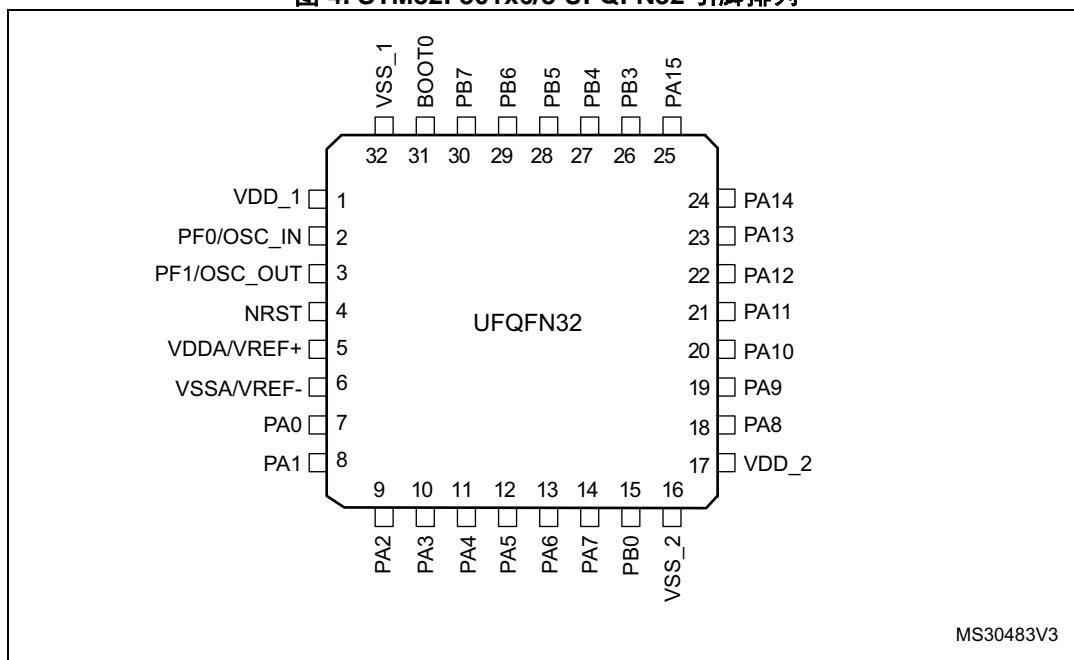 VSS_1
BOOT0
PB7
PB6
PB5
PB4
PB3
PA15
32 31 30 29 28 27 26 25
VDD_1 1
PF0/OSC_IN 2
PF1/OSC_OUT 3
NRST 4
VDDA/VREF+ 5
VSSA/VREF- 6
PA0 7
PA1 8
UFQFN32
24 PA14
23 PA13
22 PA12
21 PA11
20 PA10
19 PA9
18 PA8
17 VDD_2
9 10 11 12 13 14 15 16
PA2
PA3
PA4
PA5
PA6
PA7
PB0
VSS_2
MS30483V3